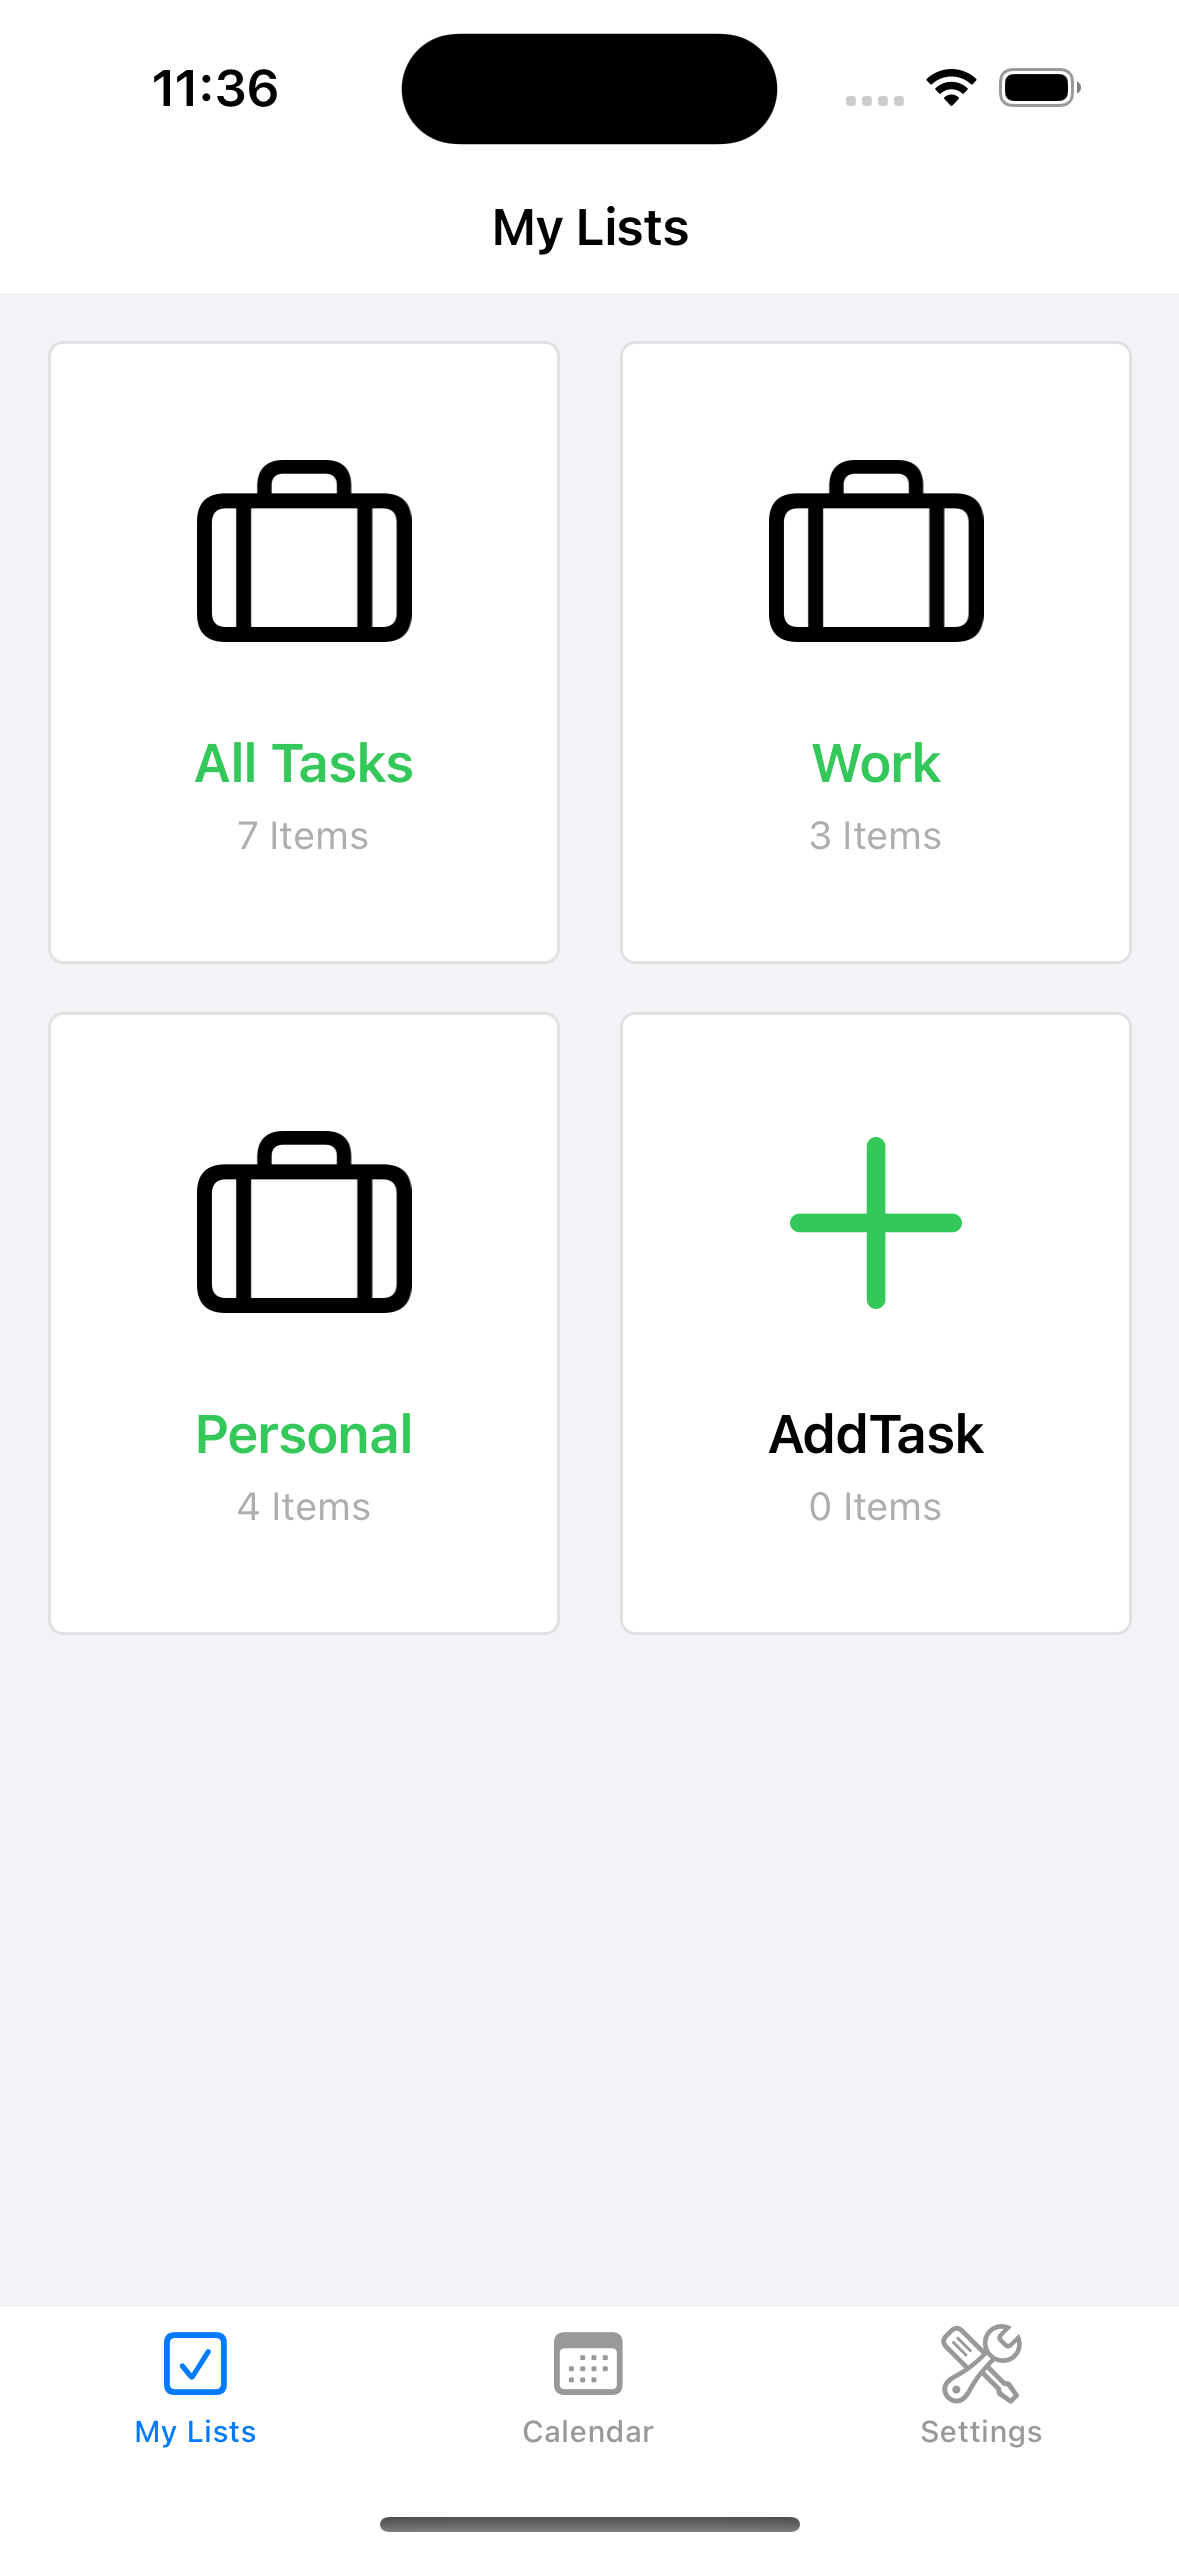 11:36
My Lists
All Tasks
7 Items
Work
3 Items
Personal
4 Items
AddTask
0 Items
My Lists
Calendar
Settings